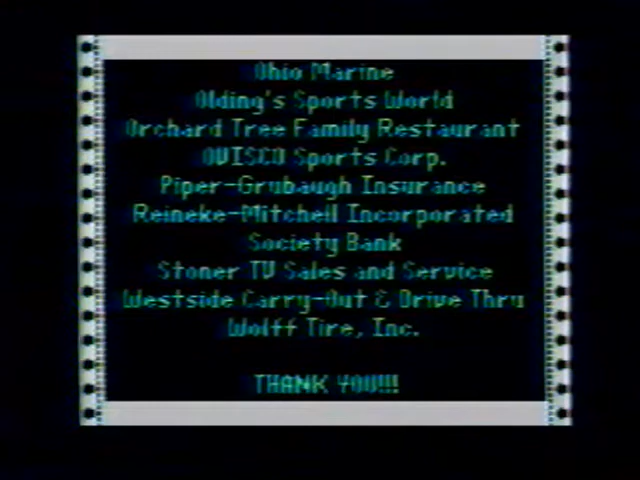 Ohio Marine
Olding's Sports World
Orchard Tree Family Restaurant
OVISCO Sports Corp.
Piper-Grubaugh Insurance
Reineke-Mitchell Incorporated
Society Bank
Stoner TV Sales and Service
Westside Carry-Out & Drive Thru
Wolff Tire, Inc.
THANK YOU!!!